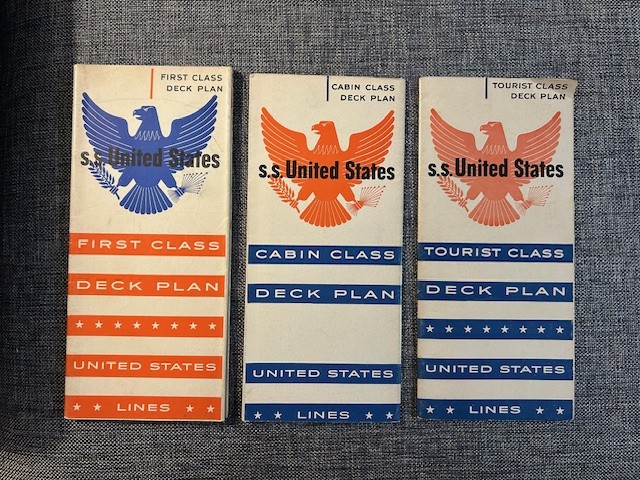 FIRST CLASS
DECK PLAN
s.s. United States
FIRST CLASS
DECK PLAN
UNITED STATES
LINES
CABIN CLASS
DECK PLAN
s.s. United States
CABIN CLASS
DECK PLAN
UNITED STATES
LINES
TOURIST CLASS
DECK PLAN
s.s. United States
TOURIST CLASS
DECK PLAN
UNITED STATES
LINES